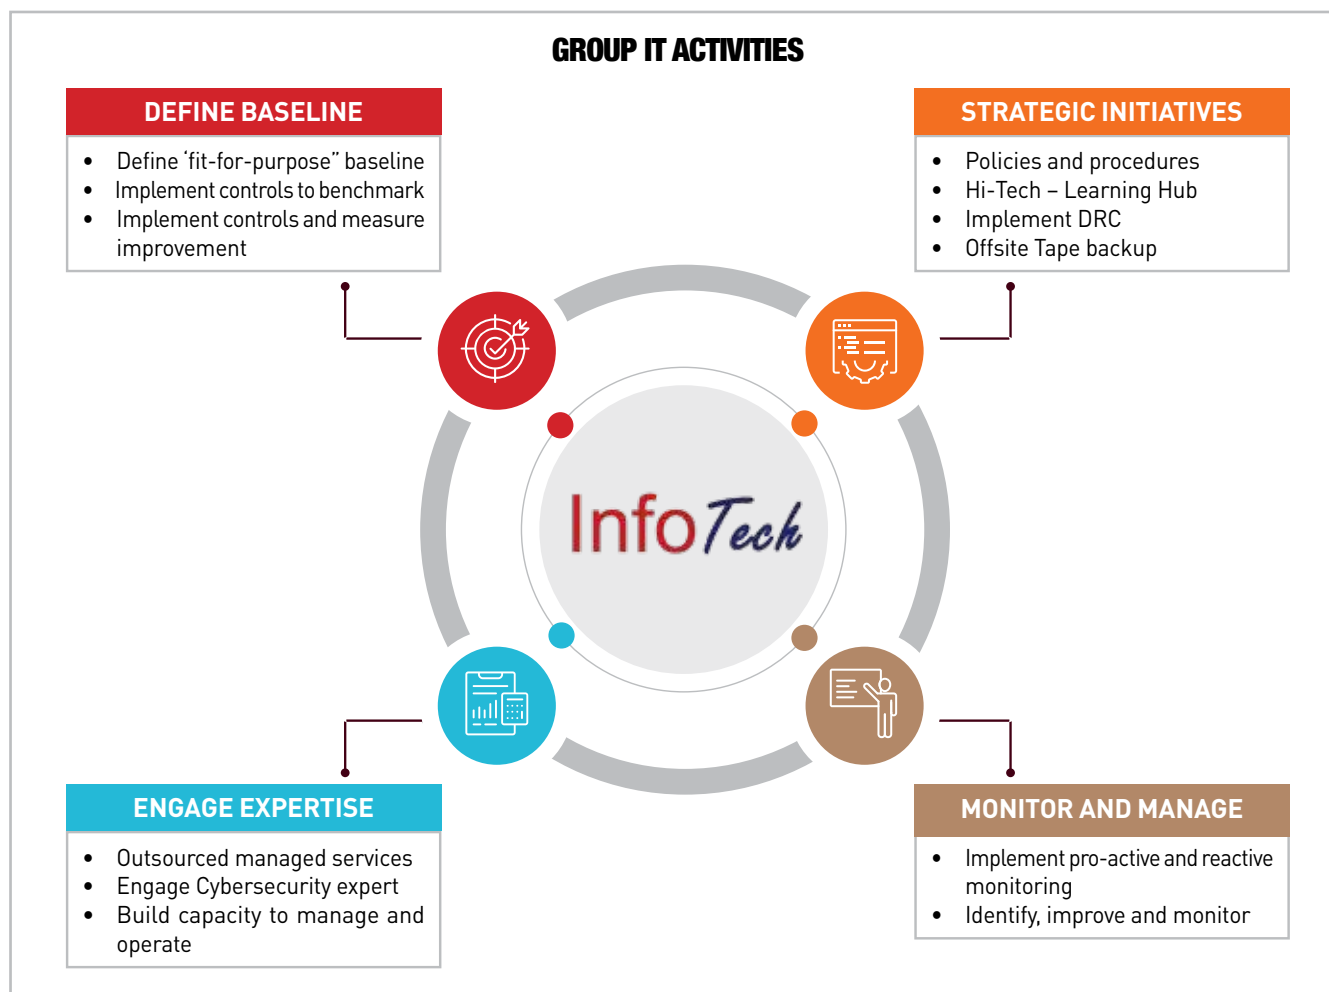 GROUP IT ACTIVITIES
DEFINE BASELINE
• Define ‘fit-for-purpose” baseline
• Implement controls to benchmark
• Implement controls and measure
improvement
STRATEGIC INITIATIVES
• Policies and procedures
• Hi-Tech – Learning Hub
• Implement DRC
• Offsite Tape backup
InfoTech
ENGAGE EXPERTISE
• Outsourced managed services
• Engage Cybersecurity expert
• Build capacity to manage and
operate
MONITOR AND MANAGE
• Implement pro-active and reactive
monitoring
• Identify, improve and monitor